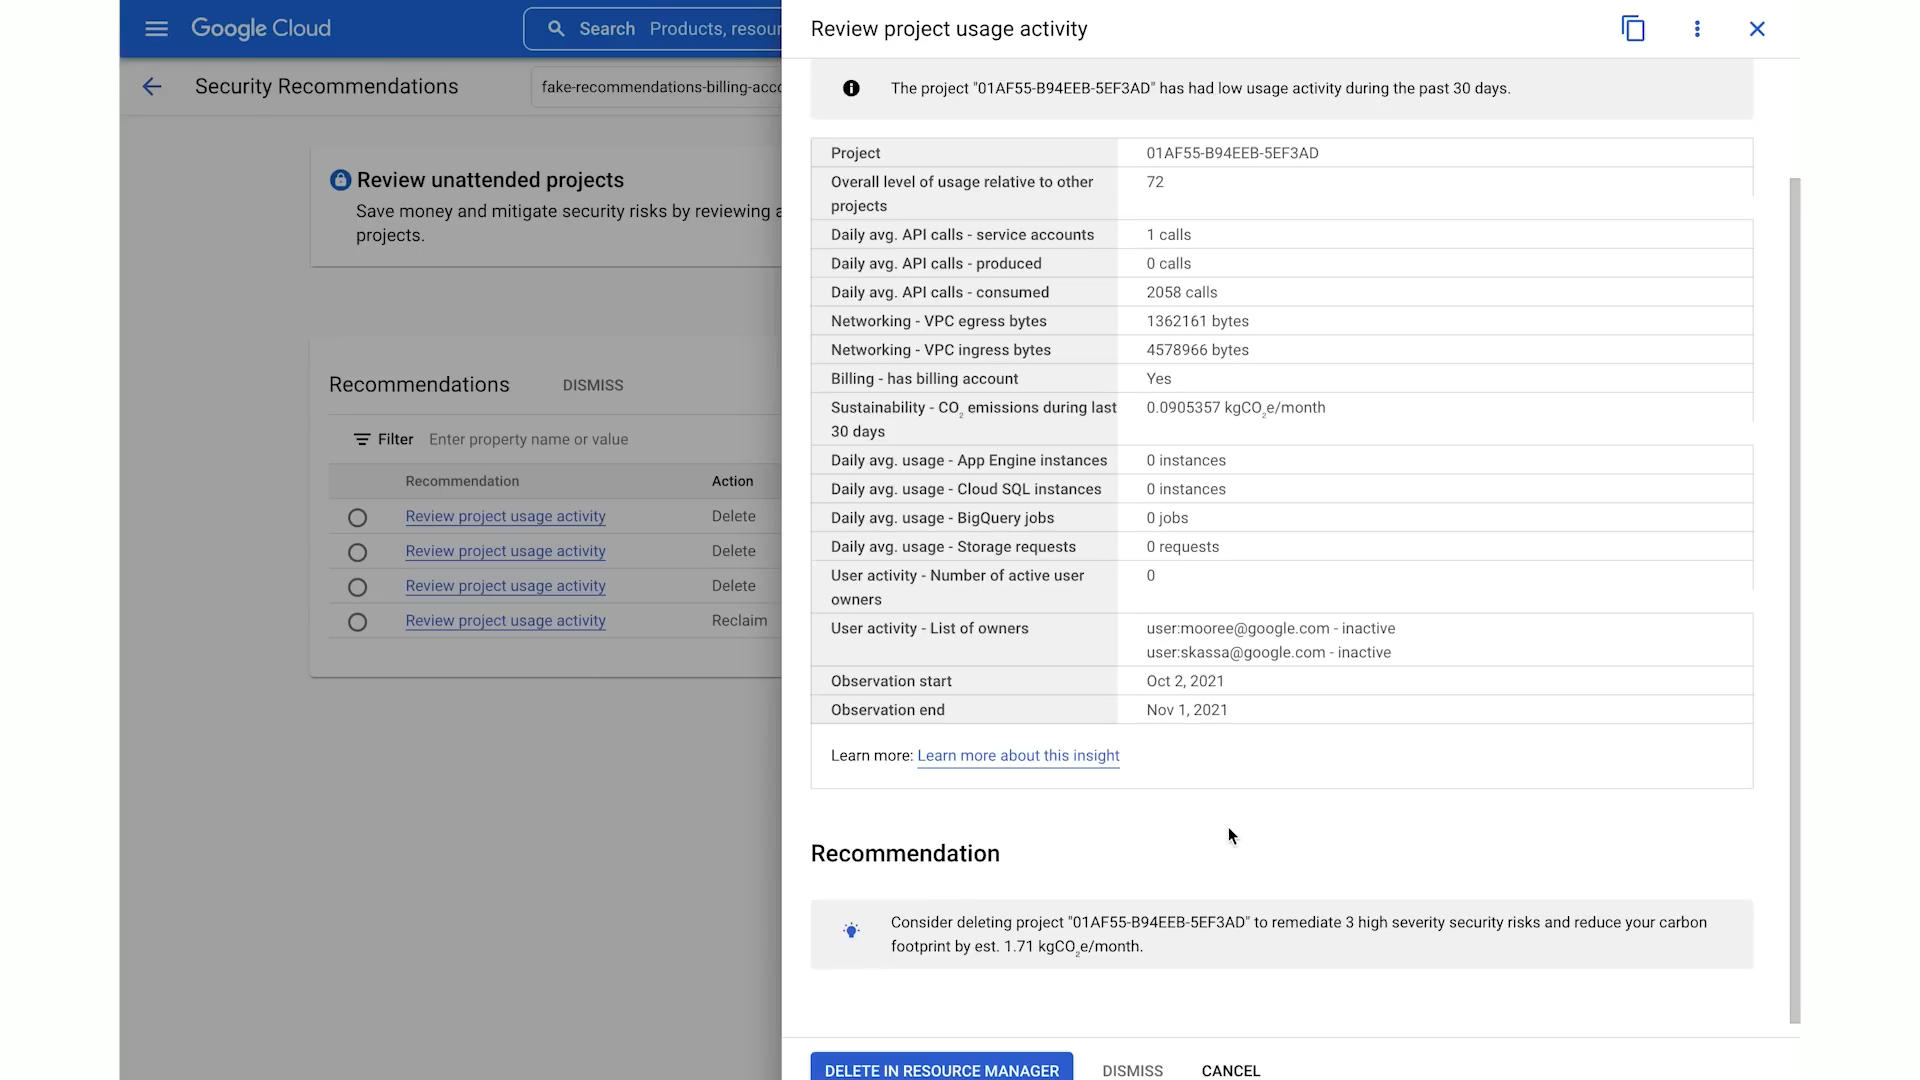 Google Cloud
Search Products, resour
Security Recommendations
fake-recommendations-billing-acco
Review unattended projects
Save money and mitigate security risks by reviewing a
projects.
Recommendations
DISMISS
Filter Enter property name or value
Recommendation Action
Review project usage activity Delete
Review project usage activity Delete
Review project usage activity Delete
Review project usage activity Reclaim
Review project usage activity
The project "01AF55-B94EEB-5EF3AD" has had low usage activity during the past 30 days.
Project 01AF55-B94EEB-5EF3AD
Overall level of usage relative to other 72
projects
Daily avg. API calls - service accounts 1 calls
Daily avg. API calls - produced 0 calls
Daily avg. API calls - consumed 2058 calls
Networking - VPC egress bytes 1362161 bytes
Networking - VPC ingress bytes 4578966 bytes
Billing - has billing account Yes
Sustainability - CO₂ emissions during last 0.0905357 kgCO₂e/month
30 days
Daily avg. usage - App Engine instances 0 instances
Daily avg. usage - Cloud SQL instances 0 instances
Daily avg. usage - BigQuery jobs 0 jobs
Daily avg. usage - Storage requests 0 requests
User activity - Number of active user 0
owners
User activity - List of owners user:mooree@google.com - inactive
user:skassa@google.com - inactive
Observation start Oct 2, 2021
Observation end Nov 1, 2021
Learn more: Learn more about this insight
Recommendation
Consider deleting project "01AF55-B94EEB-5EF3AD" to remediate 3 high severity security risks and reduce your carbon
footprint by est. 1.71 kgCO₂e/month.
DELETE IN RESOURCE MANAGER DISMISS CANCEL